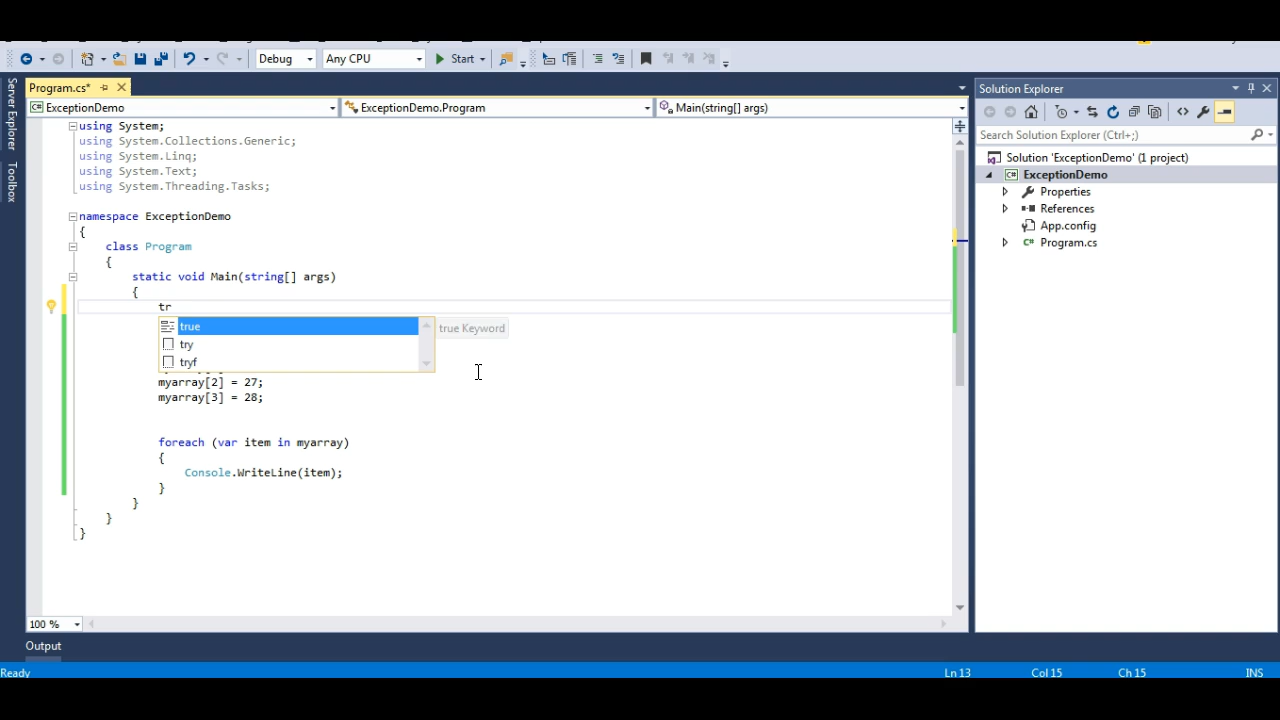 Debug Any CPU Start
Program.cs*
ExceptionDemo ExceptionDemo.Program Main(string[] args)
Server Explorer
Toolbox
using System;
using System.Collections.Generic;
using System.Linq;
using System.Text;
using System.Threading.Tasks;
namespace ExceptionDemo
{
class Program
{
static void Main(string[] args)
{
tr
true
true Keyword
try
tryf
myarray[2] = 27;
myarray[3] = 28;
foreach (var item in myarray)
{
Console.WriteLine(item);
}
}
}
}
100 %
Solution Explorer
Search Solution Explorer (Ctrl+;)
Solution 'ExceptionDemo' (1 project)
ExceptionDemo
Properties
References
App.config
Program.cs
Output
Ready Ln 13 Col 15 Ch 15 INS